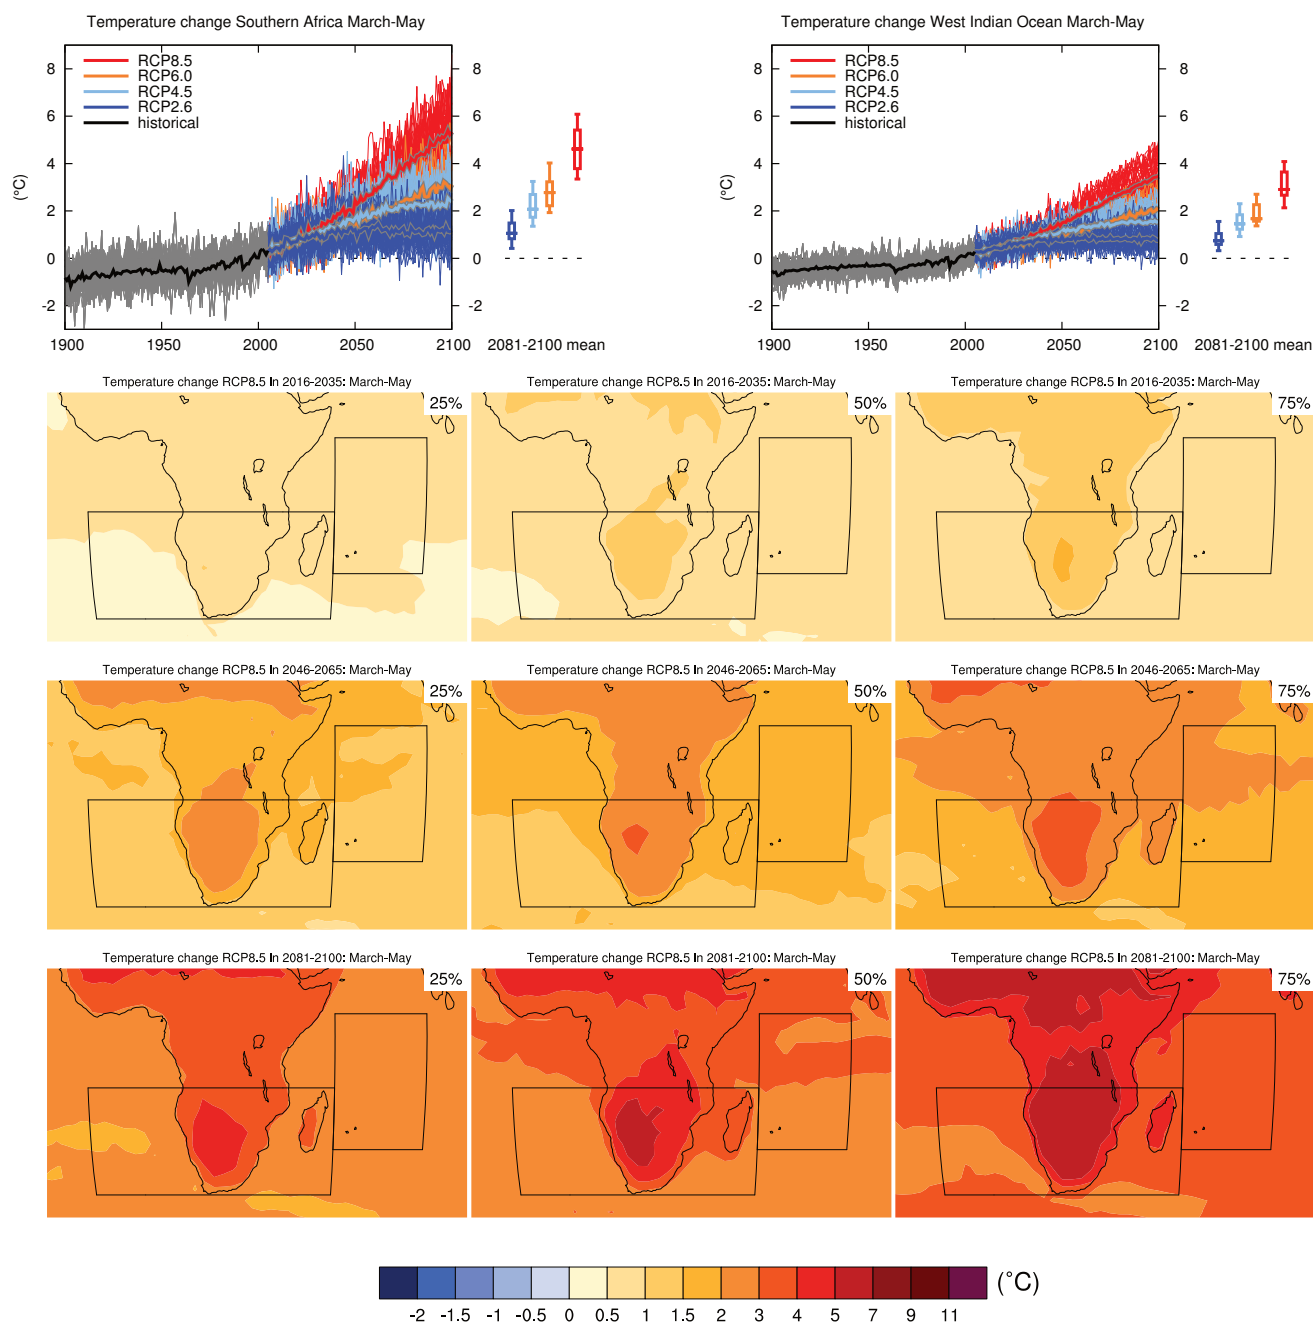 Temperature change Southern Africa March-May
Temperature change West Indian Ocean March-May
8
6
4
2
0
-2
(°C)
RCP8.5
RCP6.0
RCP4.5
RCP2.6
historical
8
6
4
2
0
-2
1900 1950 2000 2050 2100
2081-2100 mean
8
6
4
2
0
-2
(°C)
RCP8.5
RCP6.0
RCP4.5
RCP2.6
historical
8
6
4
2
0
-2
1900 1950 2000 2050 2100
2081-2100 mean
Temperature change RCP8.5 in 2016-2035: March-May
25%
Temperature change RCP8.5 in 2016-2035: March-May
50%
Temperature change RCP8.5 in 2016-2035: March-May
75%
Temperature change RCP8.5 in 2046-2065: March-May
25%
Temperature change RCP8.5 in 2046-2065: March-May
50%
Temperature change RCP8.5 in 2046-2065: March-May
75%
Temperature change RCP8.5 in 2081-2100: March-May
25%
Temperature change RCP8.5 in 2081-2100: March-May
50%
Temperature change RCP8.5 in 2081-2100: March-May
75%
(°C)
-2 -1.5 -1 -0.5 0 0.5 1 1.5 2 3 4 5 7 9 11